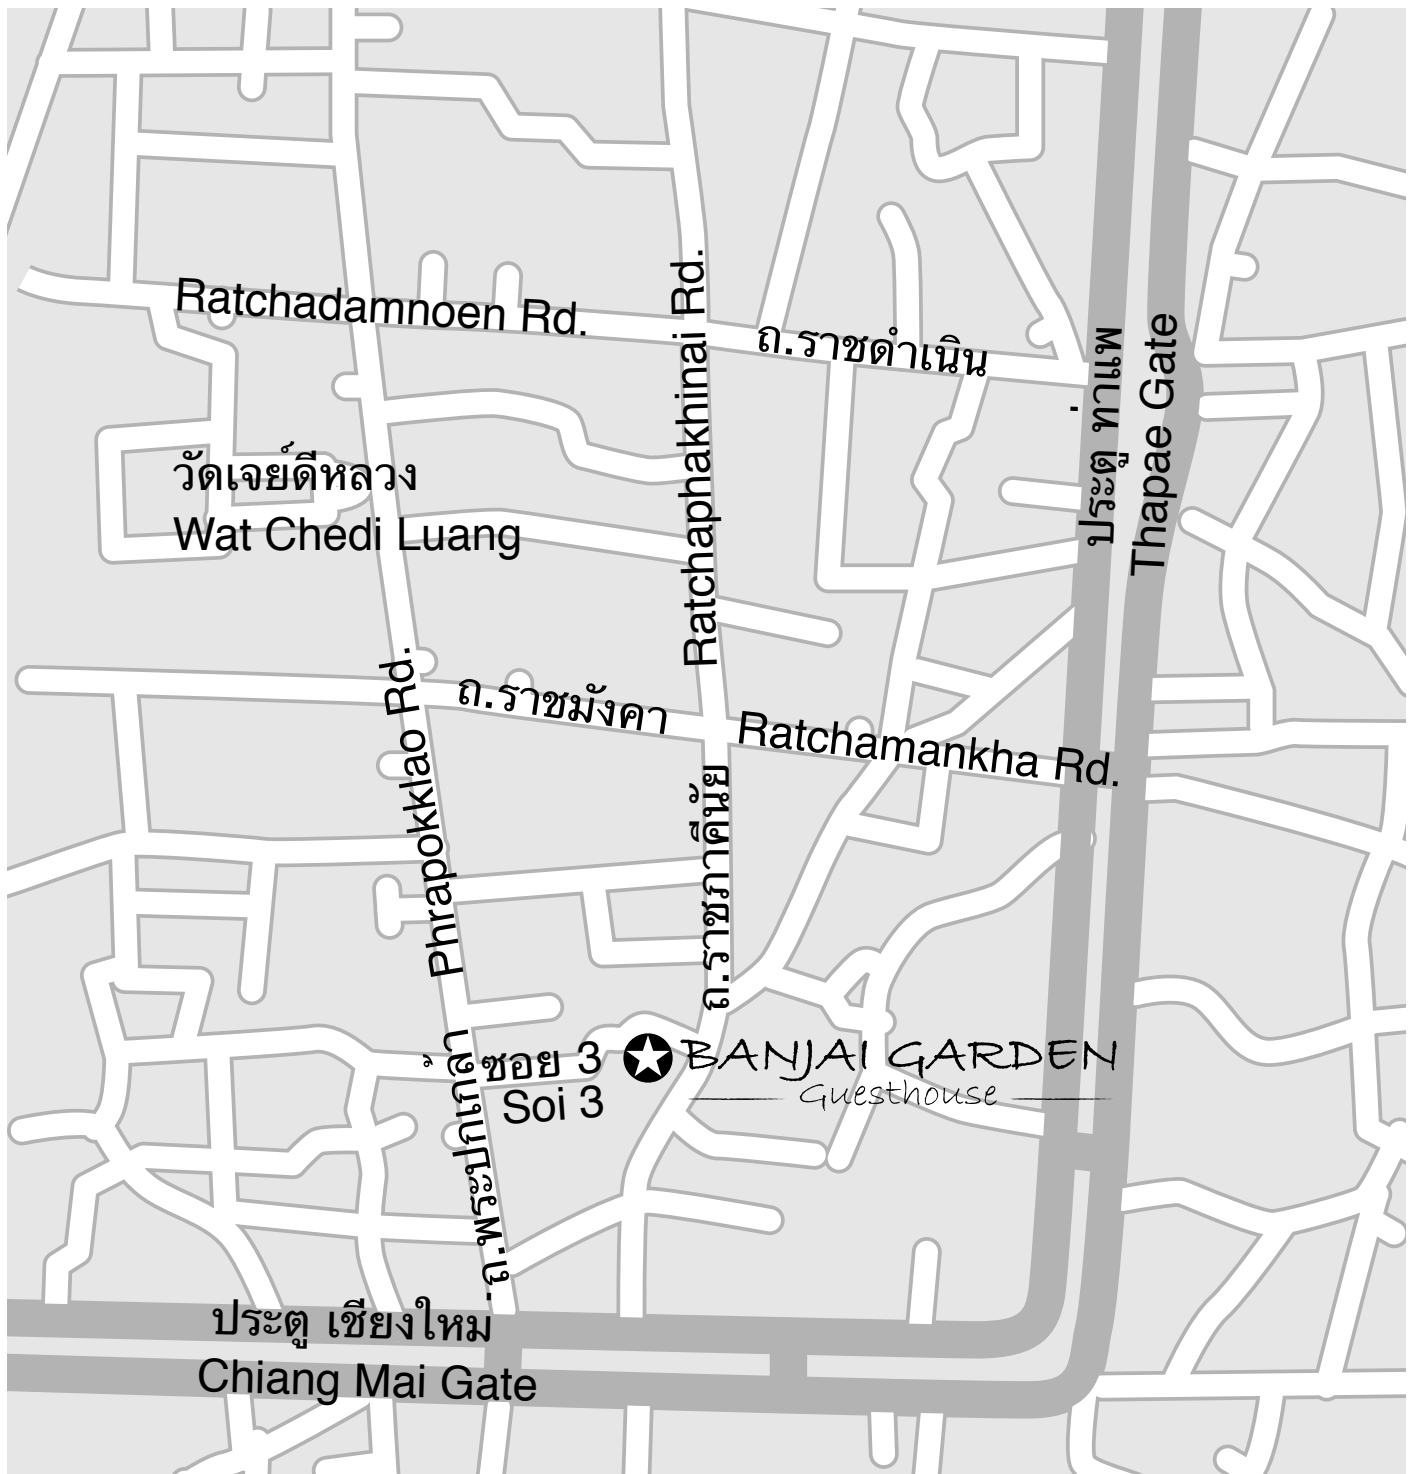 Ratchadamnoen Rd.
Ratchaphakhinai Rd.
ถ.ราชดำเนิน
ประตู ท่าแพ
Thapae Gate
วัดเจย์ดีหลวง
Wat Chedi Luang
Phrapokklao Rd.
ถ.ราชมังคา
Ratchamankha Rd.
ถ.ราชภาคีนัย
ซอย 3
Soi 3
BANJAI GARDEN
Guesthouse
ถ.พระปกเกล้า
ประตู เชียงใหม
Chiang Mai Gate